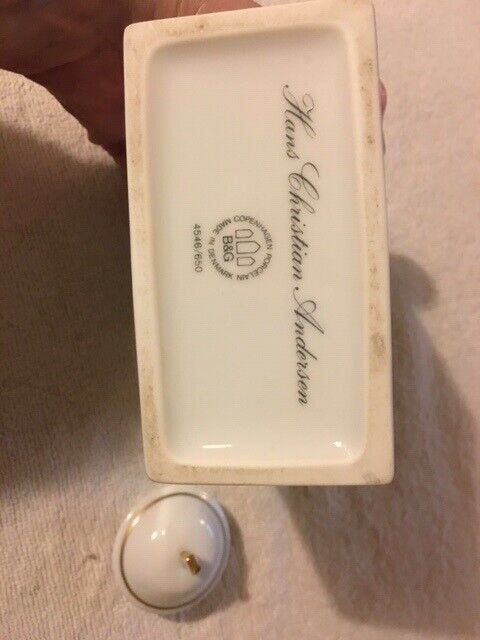 Hans Christian Andersen
COPENHAGEN PORCELAIN
B&G
MADE IN DENMARK
4546/650